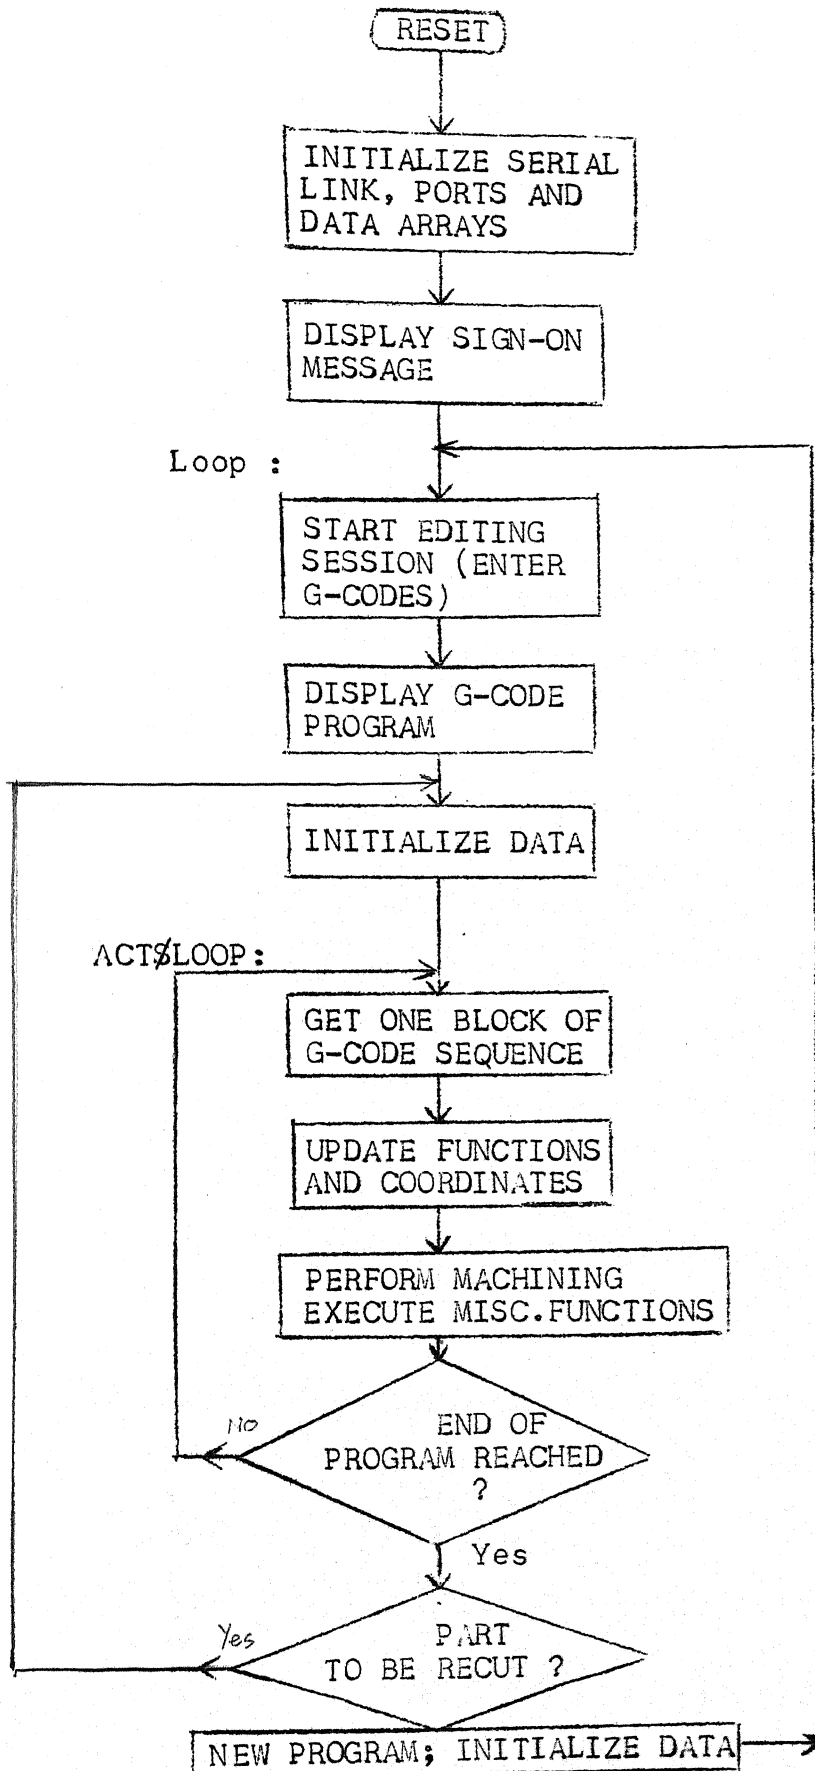 RESET
INITIALIZE SERIAL
LINK, PORTS AND
DATA ARRAYS
DISPLAY SIGN-ON
MESSAGE
Loop :
START EDITING
SESSION (ENTER
G-CODES)
DISPLAY G-CODE
PROGRAM
INITIALIZE DATA
ACT$LOOP:
GET ONE BLOCK OF
G-CODE SEQUENCE
UPDATE FUNCTIONS
AND COORDINATES
PERFORM MACHINING
EXECUTE MISC.FUNCTIONS
NO
END OF
PROGRAM REACHED
?
Yes
Yes
PART
TO BE RECUT ?
NEW PROGRAM; INITIALIZE DATA